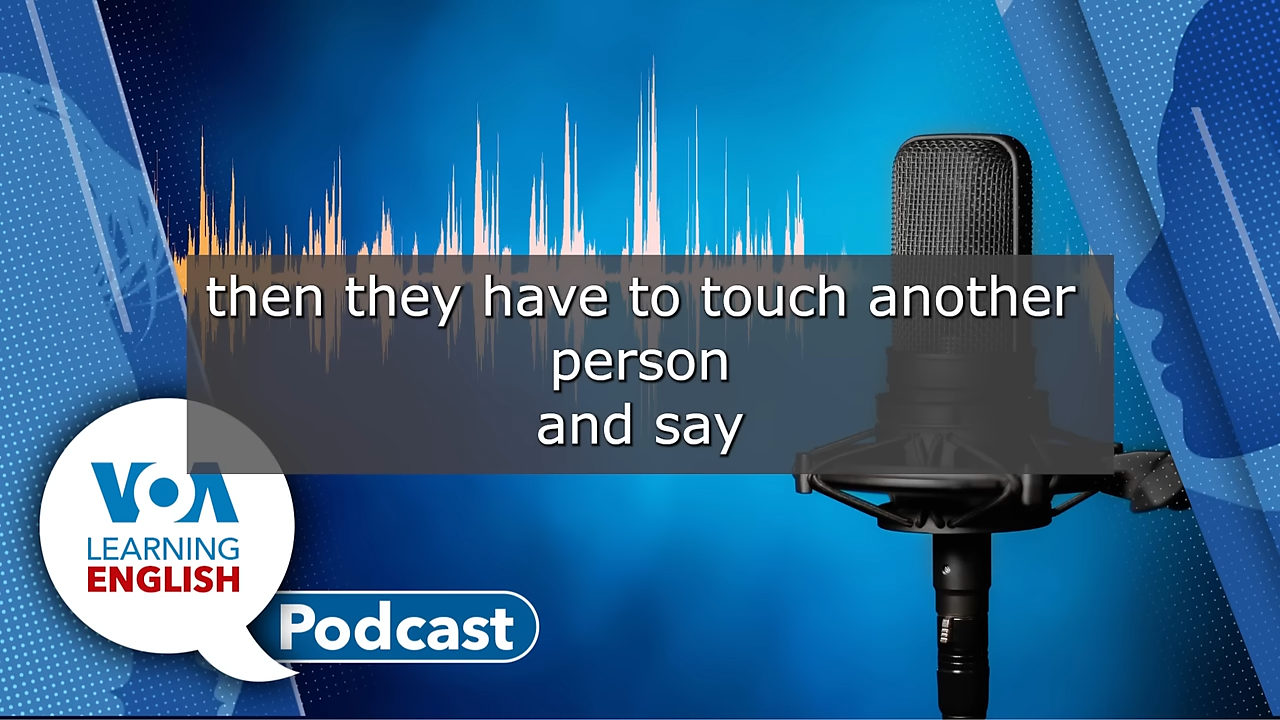 then they have to touch another
person
and say
VOA
LEARNING
ENGLISH
Podcast